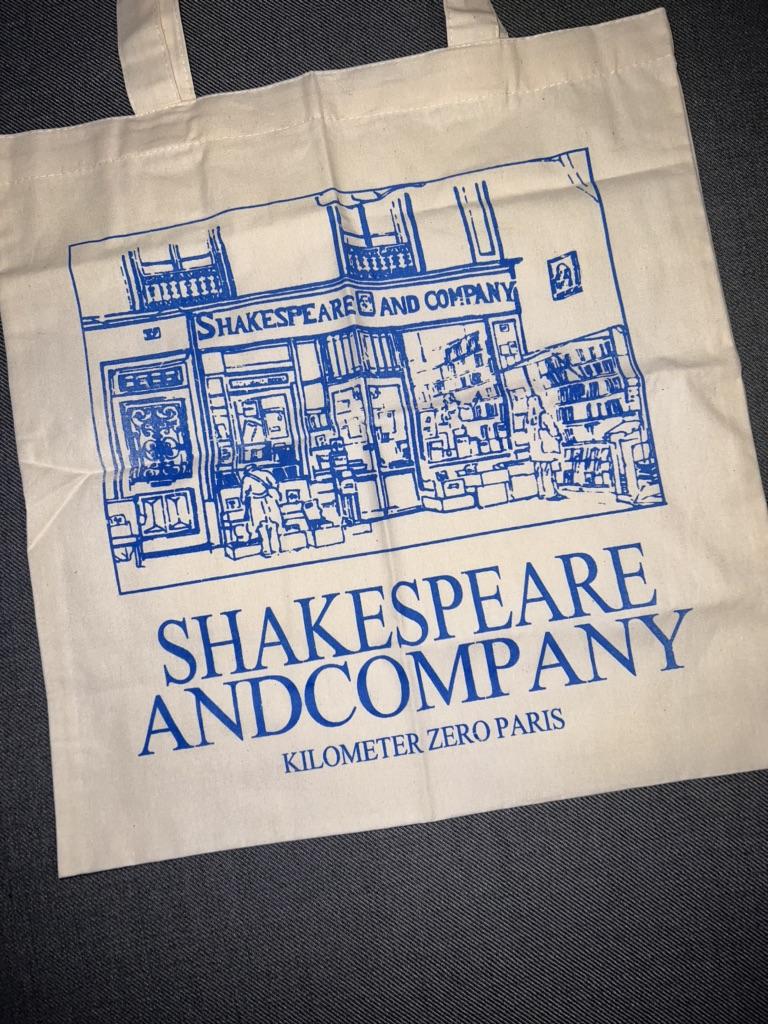 SHAKESPEARE AND COMPANY
SHAKESPEARE
ANDCOMPANY
KILOMETER ZERO PARIS